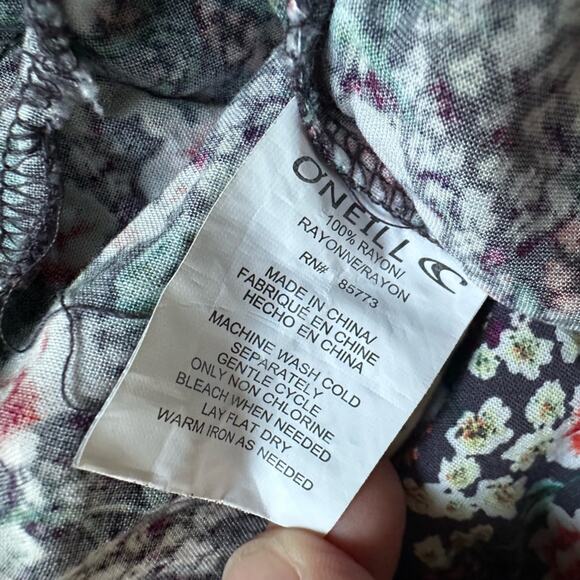 O'NEILL
100% RAYON/
RAYONNE/RAYON
RN# 85773
MADE IN CHINA/
FABRIQUÉ EN CHINE
HECHO EN CHINA
MACHINE WASH COLD
SEPARATELY
GENTLE CYCLE
ONLY NON CHLORINE
BLEACH WHEN NEEDED
LAY FLAT DRY
WARM IRON AS NEEDED